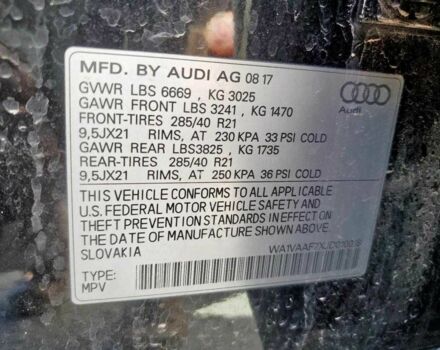 MFD. BY AUDI AG 08 17
GVWR LBS 6669 , KG 3025
GAWR FRONT LBS 3241 , KG 1470
FRONT-TIRES 285/40 R21
9,5JX21 RIMS, AT 230 KPA 33 PSI COLD
GAWR REAR LBS3825 , KG 1735
REAR-TIRES 285/40 R21
9,5JX21 RIMS, AT 250 KPA 36 PSI COLD
Audi
THIS VEHICLE CONFORMS TO ALL APPLICABLE
U.S. FEDERAL MOTOR VEHICLE SAFETY AND
THEFT PREVENTION STANDARDS IN EFFECT ON
THE DATE OF MANUFACTURE SHOWN ABOVE.
SLOVAKIA
TYPE:
MPV